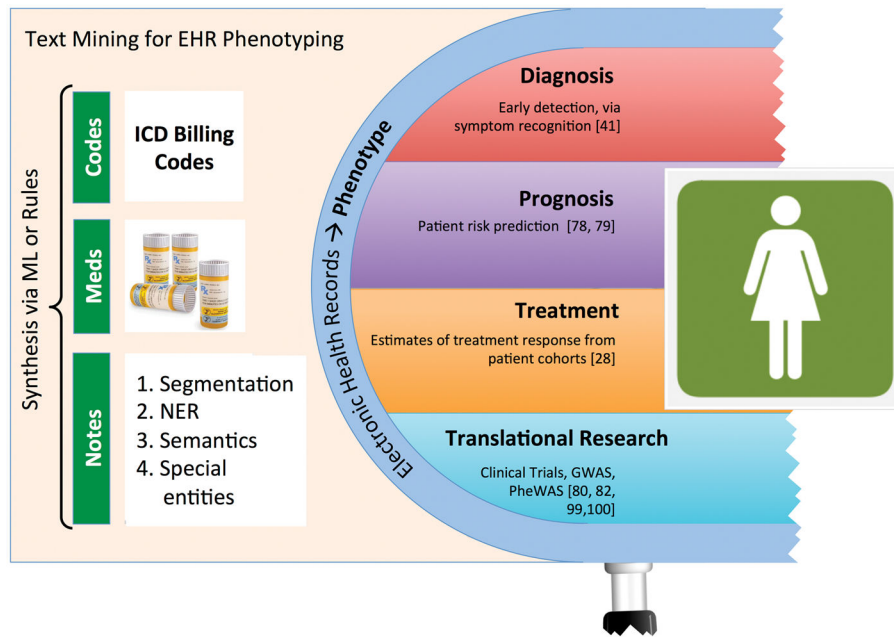 Text Mining for EHR Phenotyping
Synthesis via ML or Rules
Codes
ICD Billing
Codes
Meds
Rx
Rx
Rx
Notes
1. Segmentation
2. NER
3. Semantics
4. Special
entities
Electronic Health Records → Phenotype
Diagnosis
Early detection, via
symptom recognition [41]
Prognosis
Patient risk prediction [78, 79]
Treatment
Estimates of treatment response from
patient cohorts [28]
Translational Research
Clinical Trials, GWAS,
PheWAS [80, 82,
99,100]